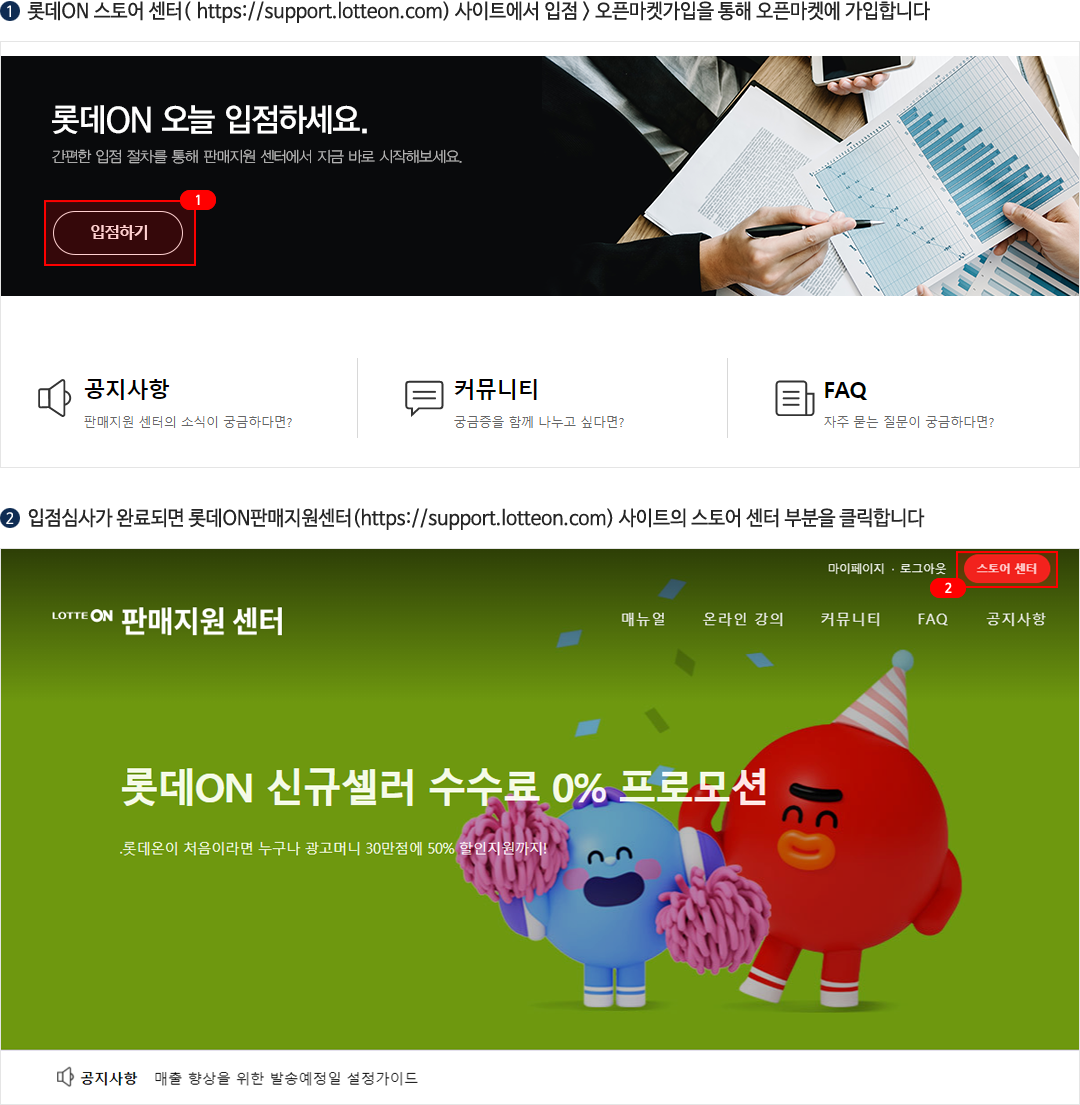 1 롯데ON 스토어 센터( https://support.lotteon.com) 사이트에서 입점 > 오픈마켓가입을 통해 오픈마켓에 가입합니다
롯데ON 오늘 입점하세요.
간편한 입점 절차를 통해 판매지원 센터에서 지금 바로 시작해보세요.
1
입점하기
공지사항
판매지원 센터의 소식이 궁금하다면?
커뮤니티
궁금증을 함께 나누고 싶다면?
FAQ
자주 묻는 질문이 궁금하다면?
2 입점심사가 완료되면 롯데ON판매지원센터(https://support.lotteon.com) 사이트의 스토어 센터 부분을 클릭합니다
마이페이지 · 로그아웃 스토어 센터
2
LOTTE ON 판매지원 센터
매뉴얼 온라인 강의 커뮤니티 FAQ 공지사항
롯데ON 신규셀러 수수료 0% 프로모션
.롯데온이 처음이라면 누구나 광고머니 30만점에 50% 할인지원까지!
공지사항 매출 향상을 위한 발송예정일 설정가이드